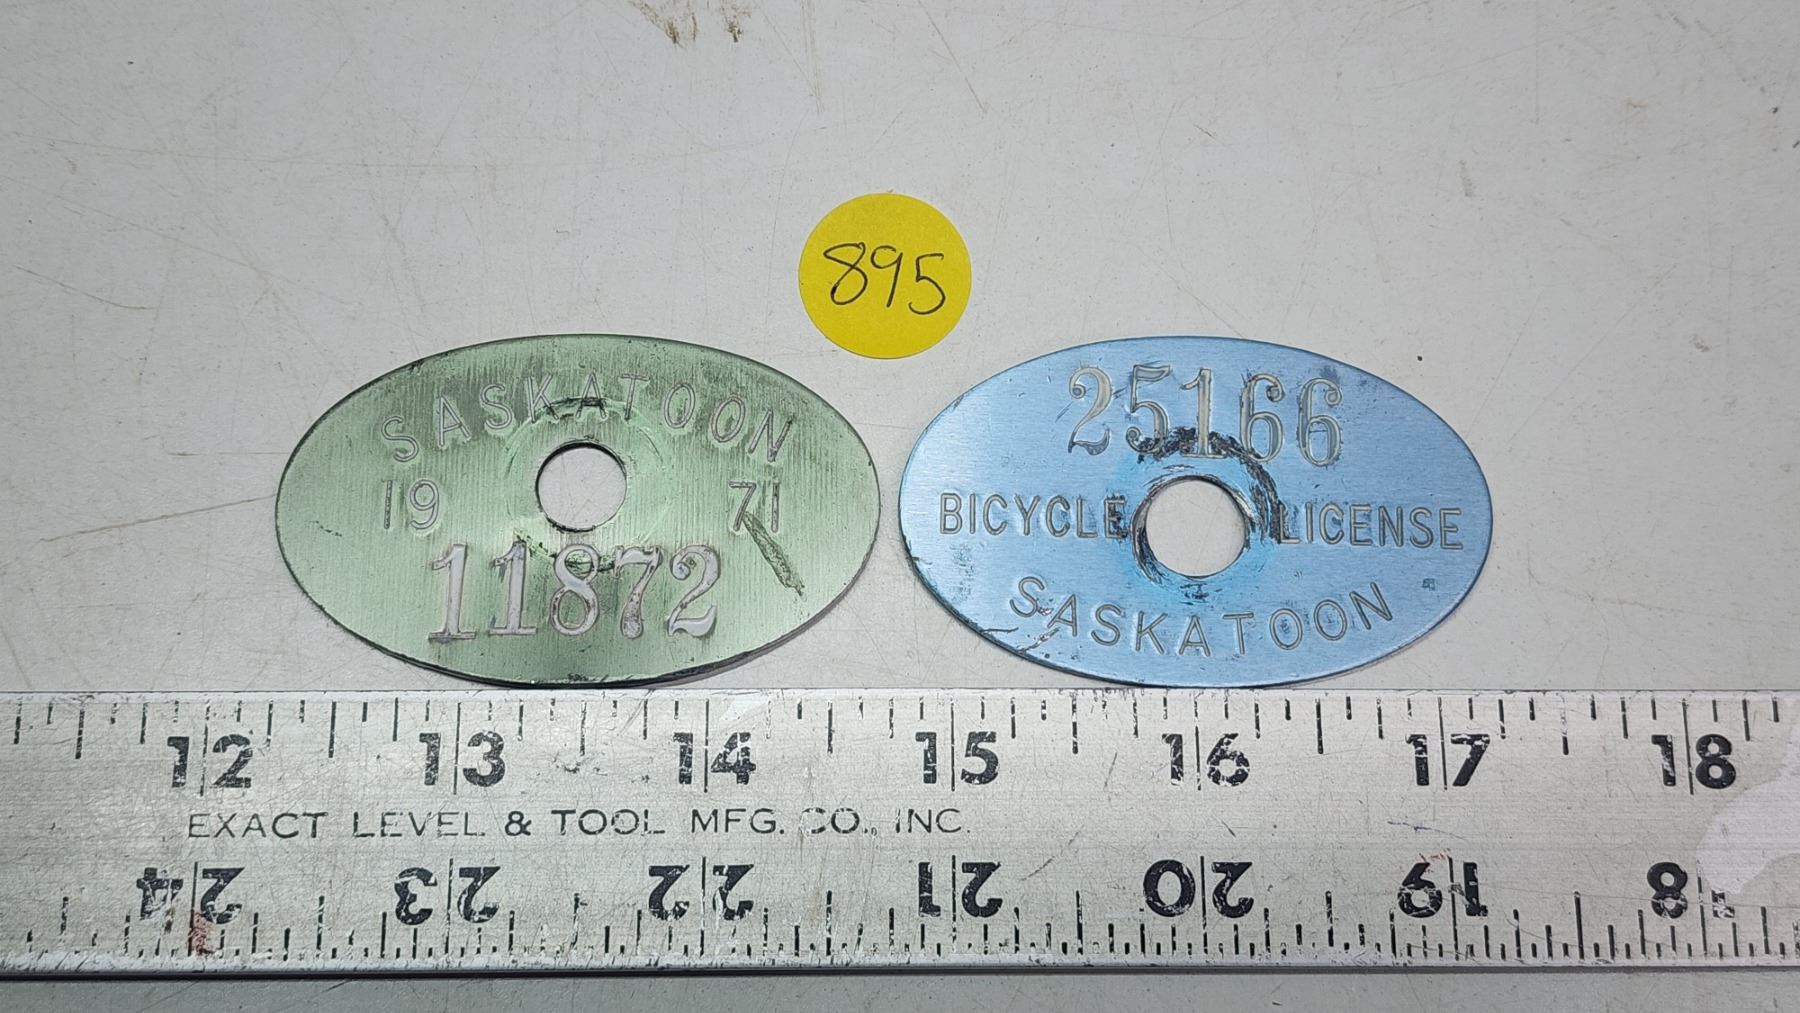 895
SASKATOON
19 71
11872
25166
BICYCLE LICENSE
SASKATOON
12 13 14 15 16 17 18
EXACT LEVEL & TOOL MFG. CO., INC.
24 23 22 21 20 19 18